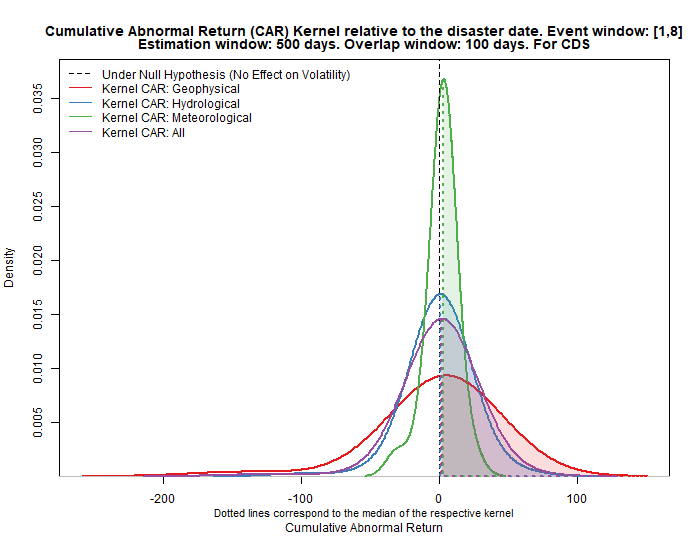 Cumulative Abnormal Return (CAR) Kernel relative to the disaster date. Event window: [1,8]
Estimation window: 500 days. Overlap window: 100 days. For CDS
Under Null Hypothesis (No Effect on Volatility)
Kernel CAR: Geophysical
Kernel CAR: Hydrological
Kernel CAR: Meteorological
Kernel CAR: All
Density
0.035
0.030
0.025
0.020
0.015
0.010
0.005
-200 -100 0 100
Dotted lines correspond to the median of the respective kernel
Cumulative Abnormal Return